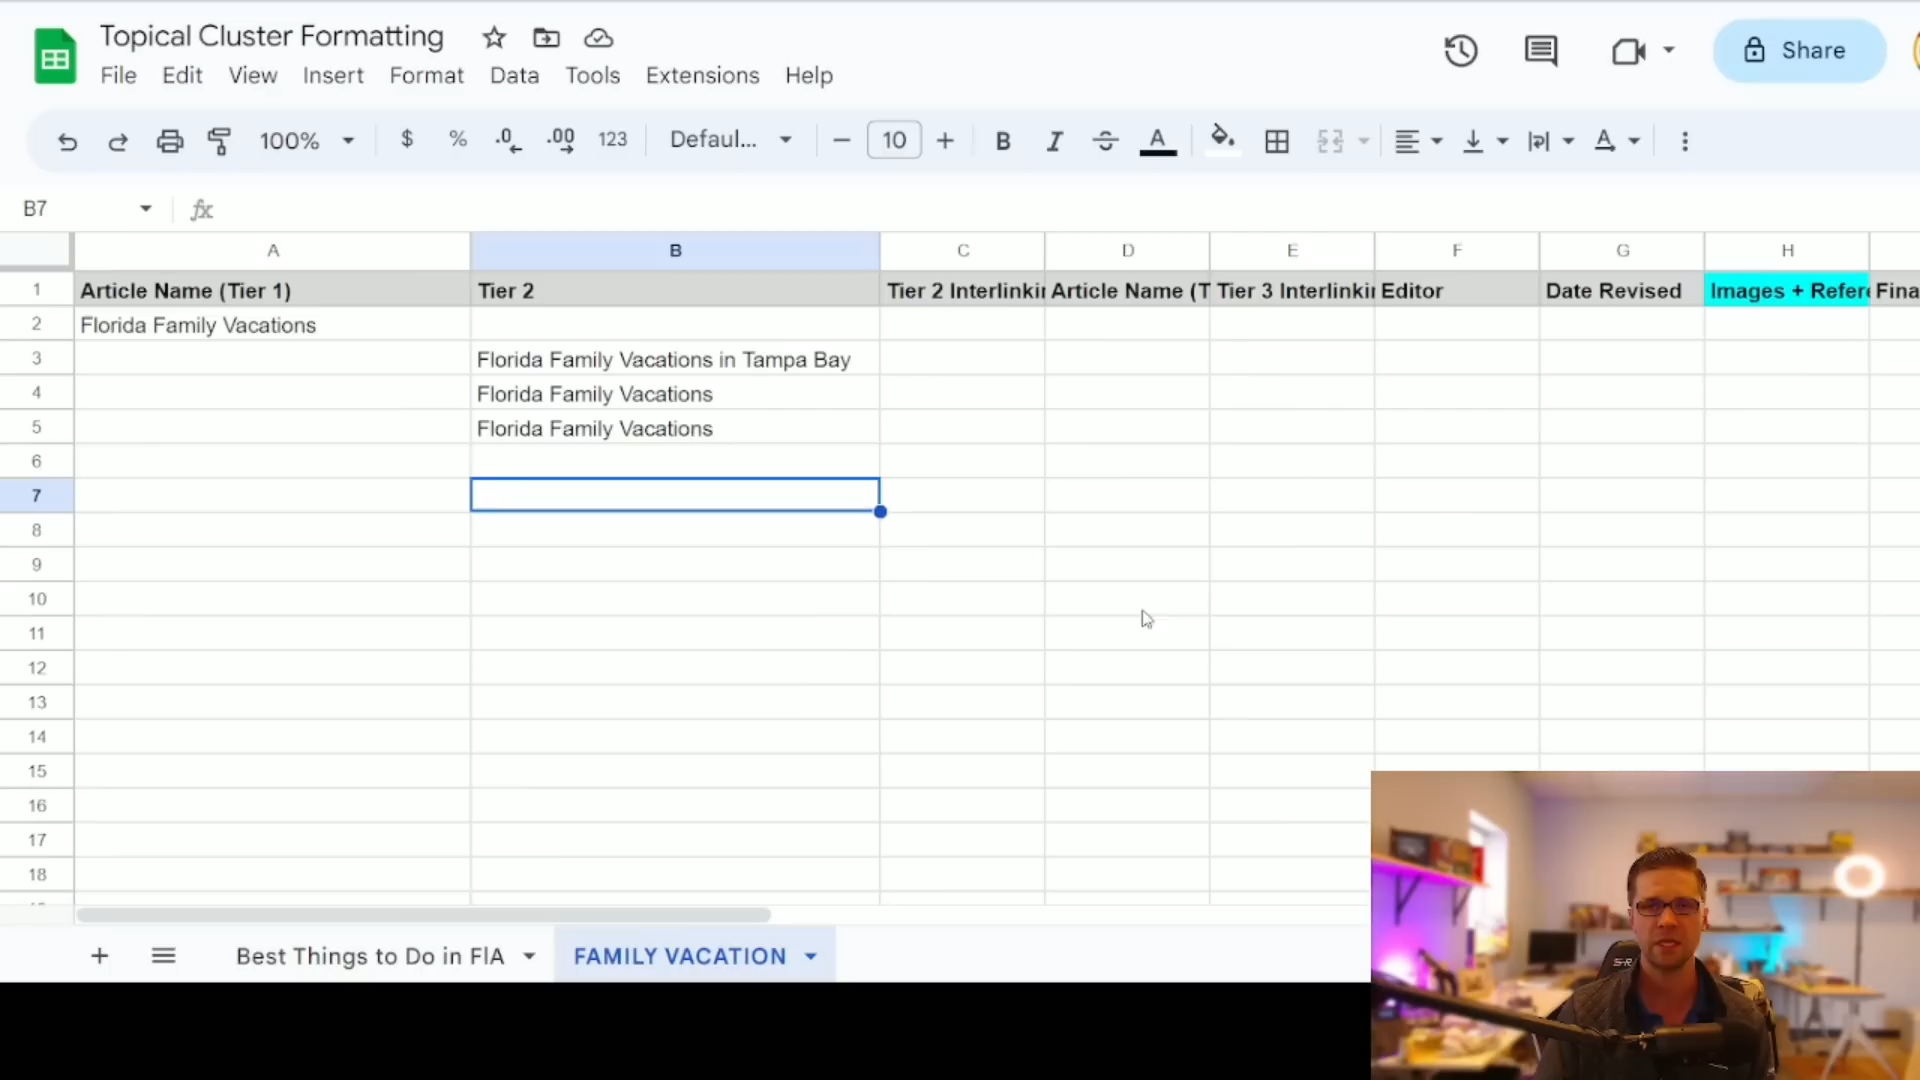 Topical Cluster Formatting
File Edit View Insert Format Data Tools Extensions Help
Share
100% $ % .0 .00 123 Defaul... 10 B I A
B7 fx
A B C D E F G H
1 Article Name (Tier 1) Tier 2 Tier 2 Interlinkin Article Name (T Tier 3 Interlinkin Editor Date Revised Images + Refere Fina
2 Florida Family Vacations
3 Florida Family Vacations in Tampa Bay
4 Florida Family Vacations
5 Florida Family Vacations
6
7
8
9
10
11
12
13
14
15
16
17
18
Best Things to Do in FlA FAMILY VACATION